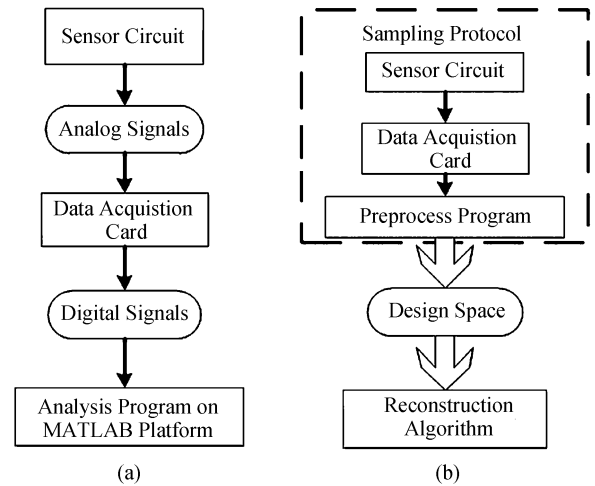 Sensor Circuit
Analog Signals
Data Acquistion
Card
Digital Signals
Analysis Program on
MATLAB Platform
(a)
Sampling Protocol
Sensor Circuit
Data Acquistion
Card
Preprocess Program
Design Space
Reconstruction
Algorithm
(b)